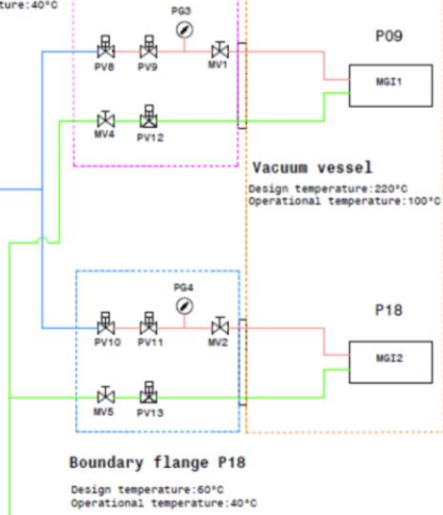 ture:40°C
PG3
P09
PV8
PV9
MV1
MGI1
MV4
PV12
Vacuum vessel
Design temperature:220°C
Operational temperature:100°C
PG4
P18
PV10
PV11
MV2
MGI2
MV5
PV13
Boundary flange P18
Design temperature:60°C
Operational temperature:40°C